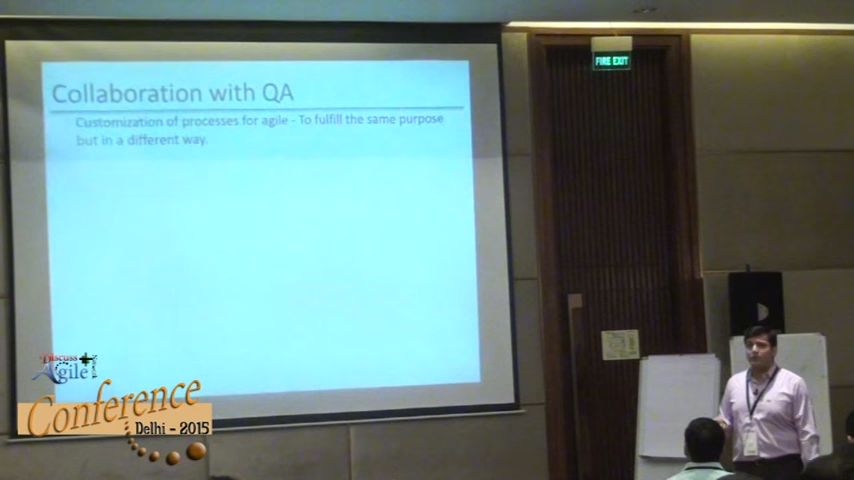 Collaboration with QA
Customization of processes for agile - To fulfill the same purpose
but in a different way.
FIRE EXIT
Discuss
Agile
Conference
Delhi - 2015